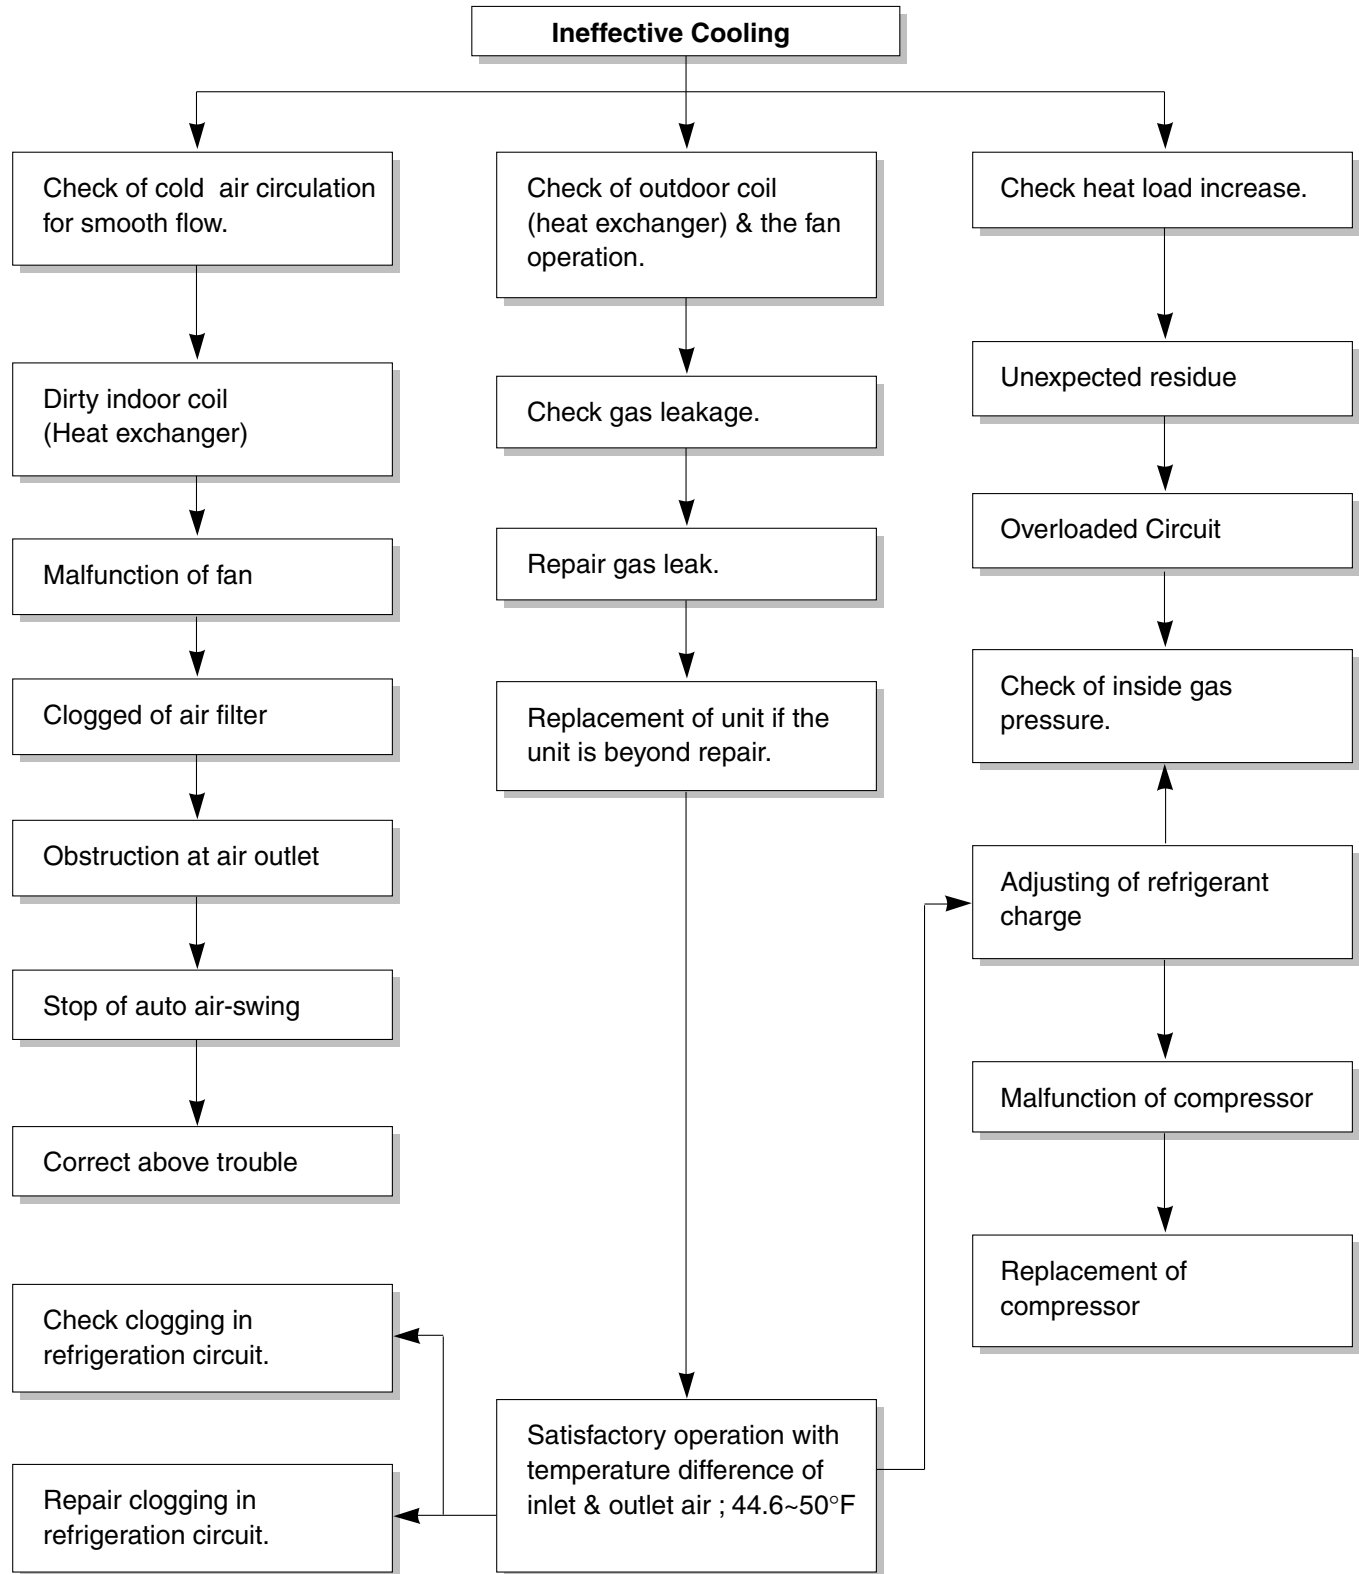 Ineffective Cooling
Check of cold air circulation
for smooth flow.
Dirty indoor coil
(Heat exchanger)
Malfunction of fan
Clogged of air filter
Obstruction at air outlet
Stop of auto air-swing
Correct above trouble
Check clogging in
refrigeration circuit.
Repair clogging in
refrigeration circuit.
Check of outdoor coil
(heat exchanger) & the fan
operation.
Check gas leakage.
Repair gas leak.
Replacement of unit if the
unit is beyond repair.
Satisfactory operation with
temperature difference of
inlet & outlet air ; 44.6~50°F
Check heat load increase.
Unexpected residue
Overloaded Circuit
Check of inside gas
pressure.
Adjusting of refrigerant
charge
Malfunction of compressor
Replacement of
compressor